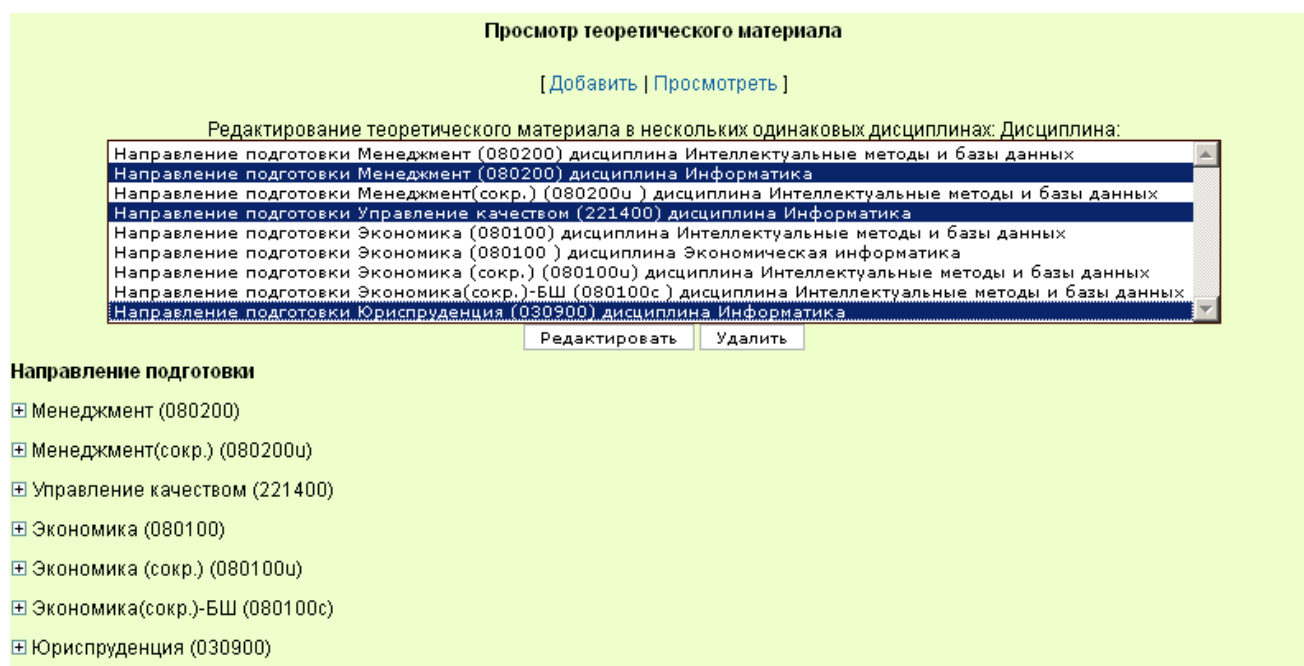 Просмотр теоретического материала
[ Добавить | Просмотреть ]
Редактирование теоретического материала в нескольких одинаковых дисциплинах: Дисциплина:
Направление подготовки Менеджмент (080200) дисциплина Интеллектуальные методы и базы данных
Направление подготовки Менеджмент (080200) дисциплина Информатика
Направление подготовки Менеджмент(сокр.) (080200u ) дисциплина Интеллектуальные методы и базы данных
Направление подготовки Управление качеством (221400) дисциплина Информатика
Направление подготовки Экономика (080100) дисциплина Интеллектуальные методы и базы данных
Направление подготовки Экономика (080100 ) дисциплина Экономическая информатика
Направление подготовки Экономика (сокр.) (080100u) дисциплина Интеллектуальные методы и базы данных
Направление подготовки Экономика(сокр.)-БШ (080100c ) дисциплина Интеллектуальные методы и базы данных
Направление подготовки Юриспруденция (030900) дисциплина Информатика
Редактировать Удалить
Направление подготовки
Менеджмент (080200)
Менеджмент(сокр.) (080200u)
Управление качеством (221400)
Экономика (080100)
Экономика (сокр.) (080100u)
Экономика(сокр.)-БШ (080100c)
Юриспруденция (030900)